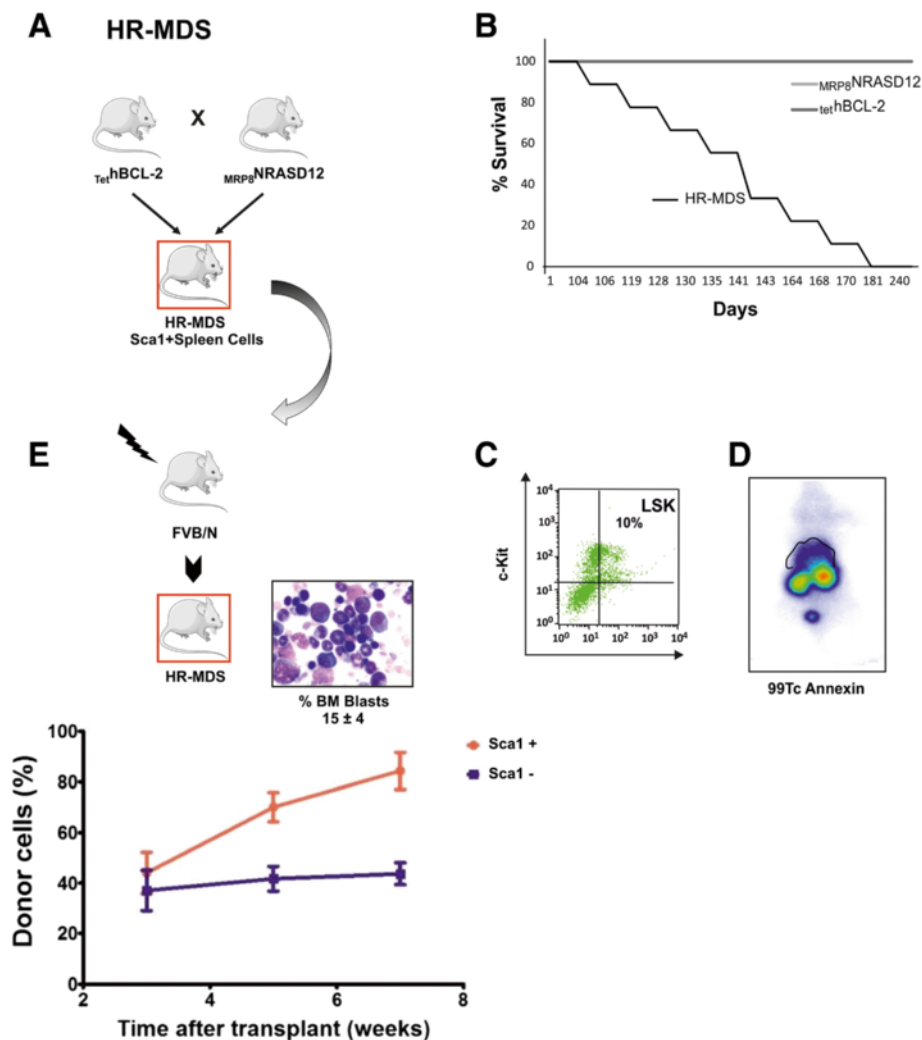 A
HR-MDS
TethBCL-2
X
MRP8NRASD12
HR-MDS
Sca1+Spleen Cells
B
% Survival
100
80
60
40
20
0
MRP8NRASD12
tethBCL-2
HR-MDS
1 104 106 119 128 130 135 141 143 164 168 170 181 240
Days
E
FVB/N
HR-MDS
% BM Blasts
15 ± 4
C
c-Kit
10⁴
10³
10²
10¹
10⁰
LSK
10%
10⁰ 10¹ 10² 10³ 10⁴
D
99Tc Annexin
Donor cells (%)
100
80
60
40
20
0
2 4 6 8
Time after transplant (weeks)
Sca1 +
Sca1 -